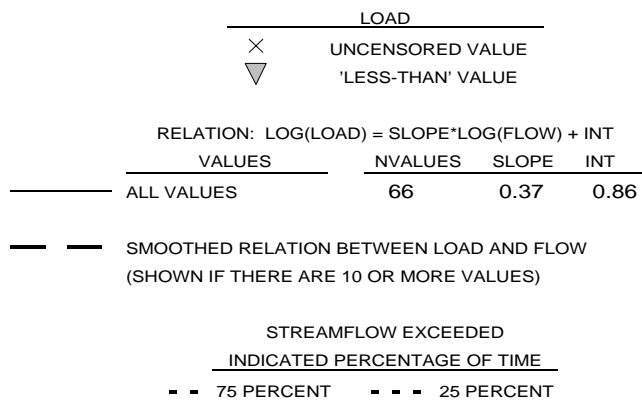 LOAD
UNCENSORED VALUE
'LESS-THAN' VALUE
RELATION: LOG(LOAD) = SLOPE*LOG(FLOW) + INT
VALUES NVALUES SLOPE INT
ALL VALUES 66 0.37 0.86
SMOOTHED RELATION BETWEEN LOAD AND FLOW
(SHOWN IF THERE ARE 10 OR MORE VALUES)
STREAMFLOW EXCEEDED
INDICATED PERCENTAGE OF TIME
75 PERCENT 25 PERCENT